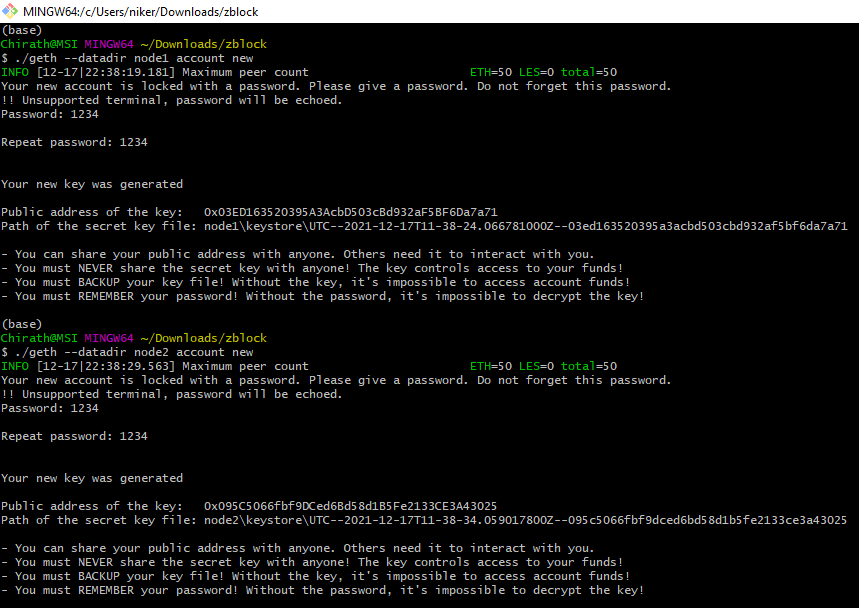 MINGW64:/c/Users/niker/Downloads/zblock
(base)
Chirath@MSI MINGW64 ~/Downloads/zblock
$ ./geth --datadir node1 account new
INFO [12-17|22:38:19.181] Maximum peer count ETH=50 LES=0 total=50
Your new account is locked with a password. Please give a password. Do not forget this password.
!! Unsupported terminal, password will be echoed.
Password: 1234
Repeat password: 1234
Your new key was generated
Public address of the key: 0x03ED163520395A3AcbD503cBd932aF5BF6Da7a71
Path of the secret key file: node1\keystore\UTC--2021-12-17T11-38-24.066781000Z--03ed163520395a3acbd503cbd932af5bf6da7a71
- You can share your public address with anyone. Others need it to interact with you.
- You must NEVER share the secret key with anyone! The key controls access to your funds!
- You must BACKUP your key file! Without the key, it's impossible to access account funds!
- You must REMEMBER your password! Without the password, it's impossible to decrypt the key!
(base)
Chirath@MSI MINGW64 ~/Downloads/zblock
$ ./geth --datadir node2 account new
INFO [12-17|22:38:29.563] Maximum peer count ETH=50 LES=0 total=50
Your new account is locked with a password. Please give a password. Do not forget this password.
!! Unsupported terminal, password will be echoed.
Password: 1234
Repeat password: 1234
Your new key was generated
Public address of the key: 0x095C5066fbf9DCed6Bd58d1B5Fe2133CE3A43025
Path of the secret key file: node2\keystore\UTC--2021-12-17T11-38-34.059017800Z--095c5066fbf9dced6bd58d1b5fe2133ce3a43025
- You can share your public address with anyone. Others need it to interact with you.
- You must NEVER share the secret key with anyone! The key controls access to your funds!
- You must BACKUP your key file! Without the key, it's impossible to access account funds!
- You must REMEMBER your password! Without the password, it's impossible to decrypt the key!